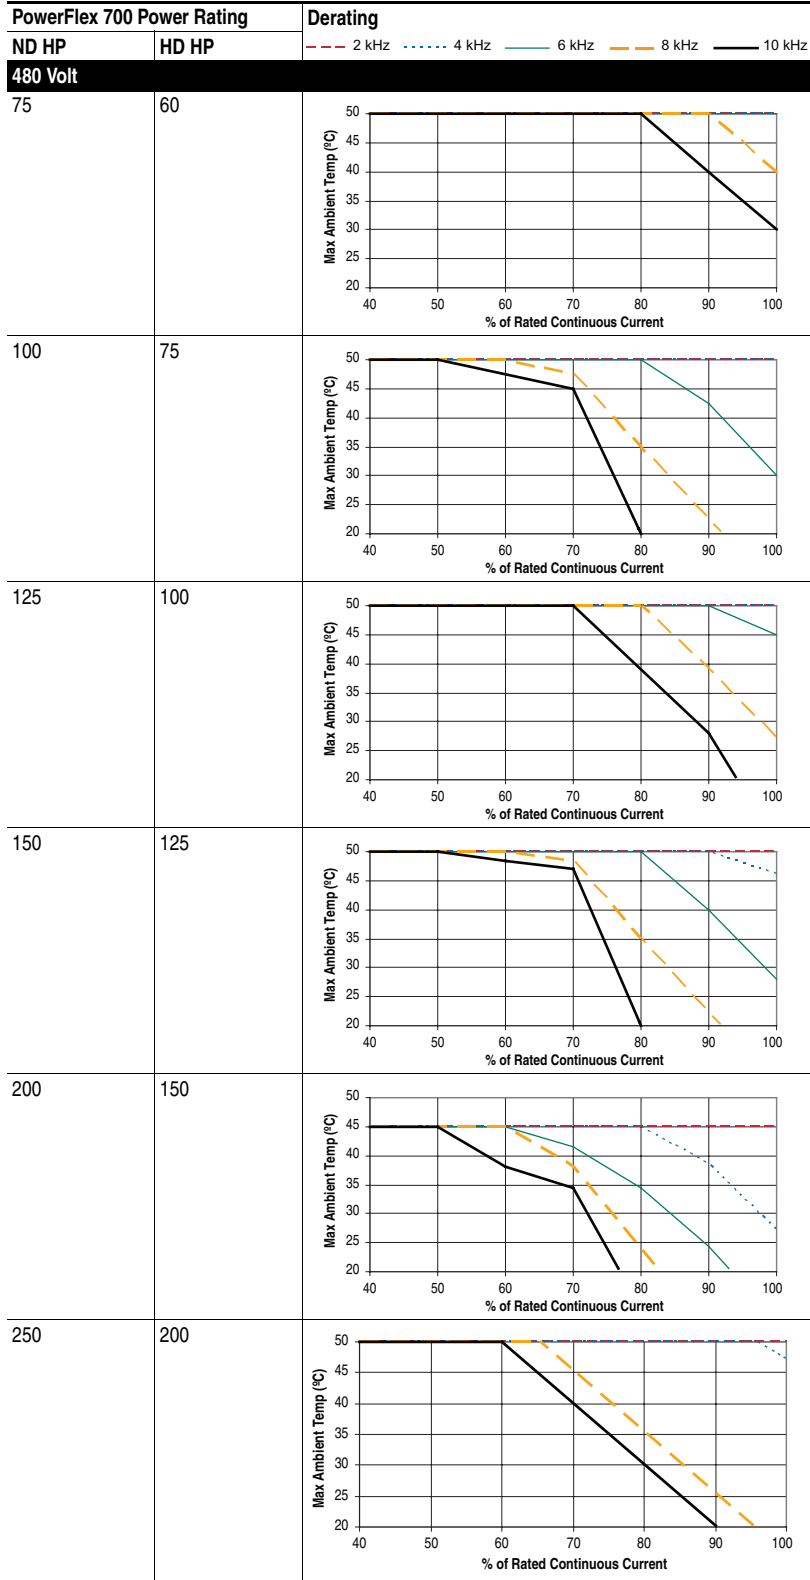 PowerFlex 700 Power Rating Derating
ND HP HD HP 2 kHz 4 kHz 6 kHz 8 kHz 10 kHz
480 Volt
75 60
Max Ambient Temp (ºC)
50
45
40
35
30
25
20
40 50 60 70 80 90 100
% of Rated Continuous Current
100 75
Max Ambient Temp (ºC)
50
45
40
35
30
25
20
40 50 60 70 80 90 100
% of Rated Continuous Current
125 100
Max Ambient Temp (ºC)
50
45
40
35
30
25
20
40 50 60 70 80 90 100
% of Rated Continuous Current
150 125
Max Ambient Temp (ºC)
50
45
40
35
30
25
20
40 50 60 70 80 90 100
% of Rated Continuous Current
200 150
Max Ambient Temp (ºC)
50
45
40
35
30
25
20
40 50 60 70 80 90 100
% of Rated Continuous Current
250 200
Max Ambient Temp (ºC)
50
45
40
35
30
25
20
40 50 60 70 80 90 100
% of Rated Continuous Current